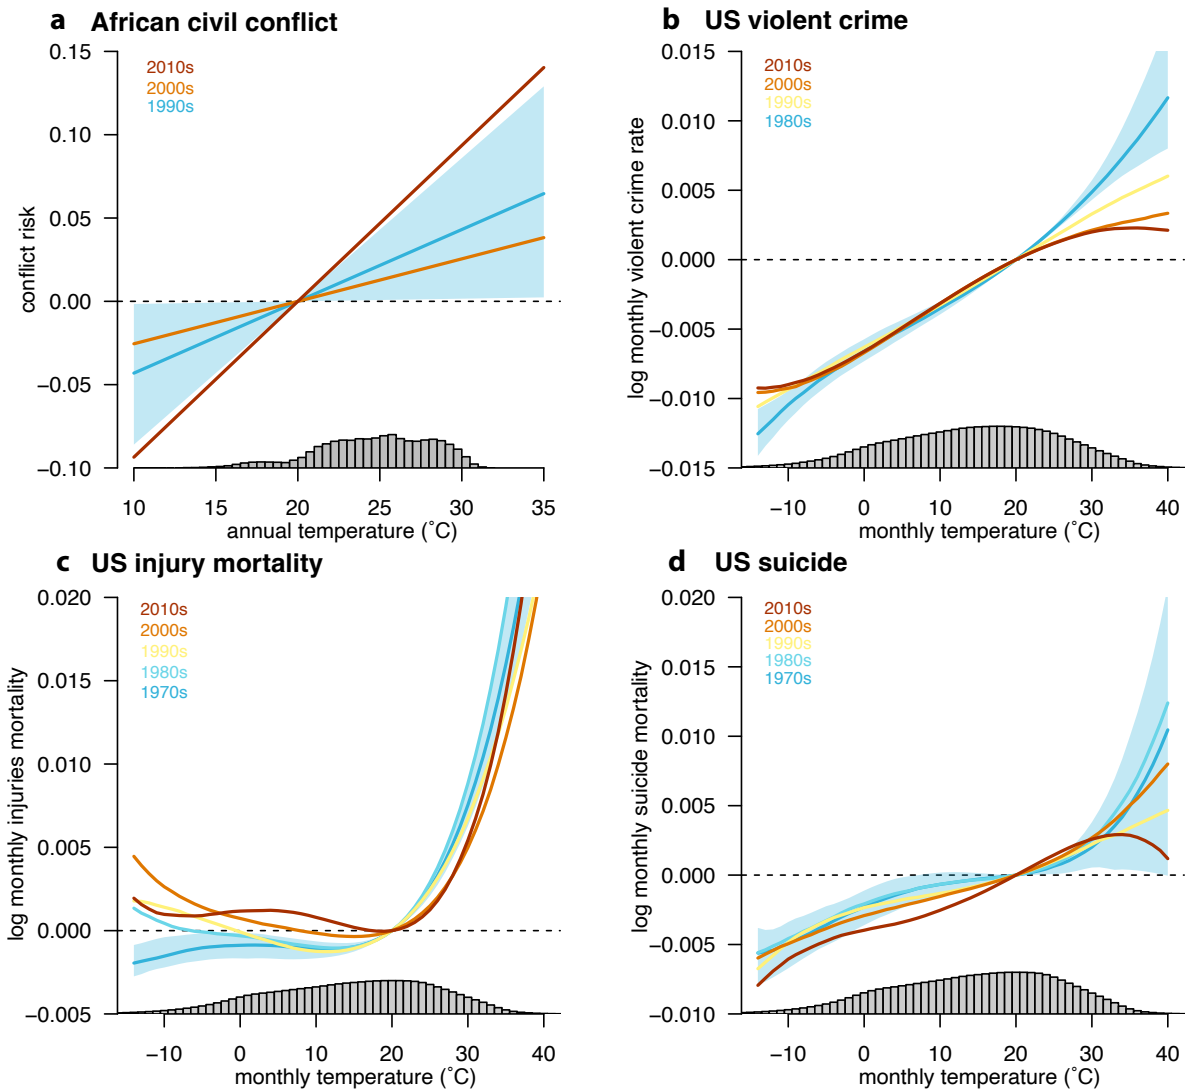 a African civil conflict
0.15
0.10
0.05
0.00
−0.05
−0.10
conflict risk
2010s
2000s
1990s
10 15 20 25 30 35
annual temperature (˚C)
b US violent crime
0.015
0.010
0.005
0.000
−0.005
−0.010
−0.015
log monthly violent crime rate
2010s
2000s
1990s
1980s
−10 0 10 20 30 40
monthly temperature (˚C)
c US injury mortality
0.020
0.015
0.010
0.005
0.000
−0.005
log monthly injuries mortality
2010s
2000s
1990s
1980s
1970s
−10 0 10 20 30 40
monthly temperature (˚C)
d US suicide
0.020
0.015
0.010
0.005
0.000
−0.005
−0.010
log monthly suicide mortality
2010s
2000s
1990s
1980s
1970s
−10 0 10 20 30 40
monthly temperature (˚C)